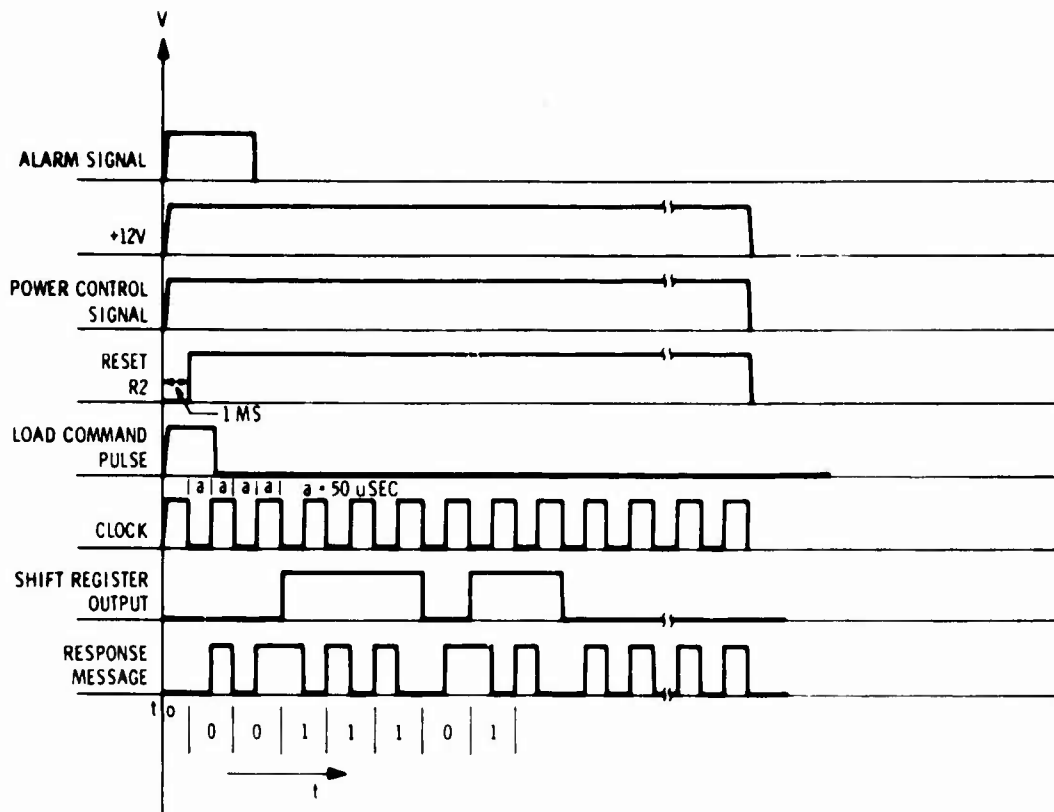 V
ALARM SIGNAL
+12V
POWER CONTROL
SIGNAL
RESET
R2
1 MS
LOAD COMMAND
PULSE
a a a a a = 50 uSEC
CLOCK
SHIFT REGISTER
OUTPUT
RESPONSE
MESSAGE
t o
0 0 1 1 1 0 1
t